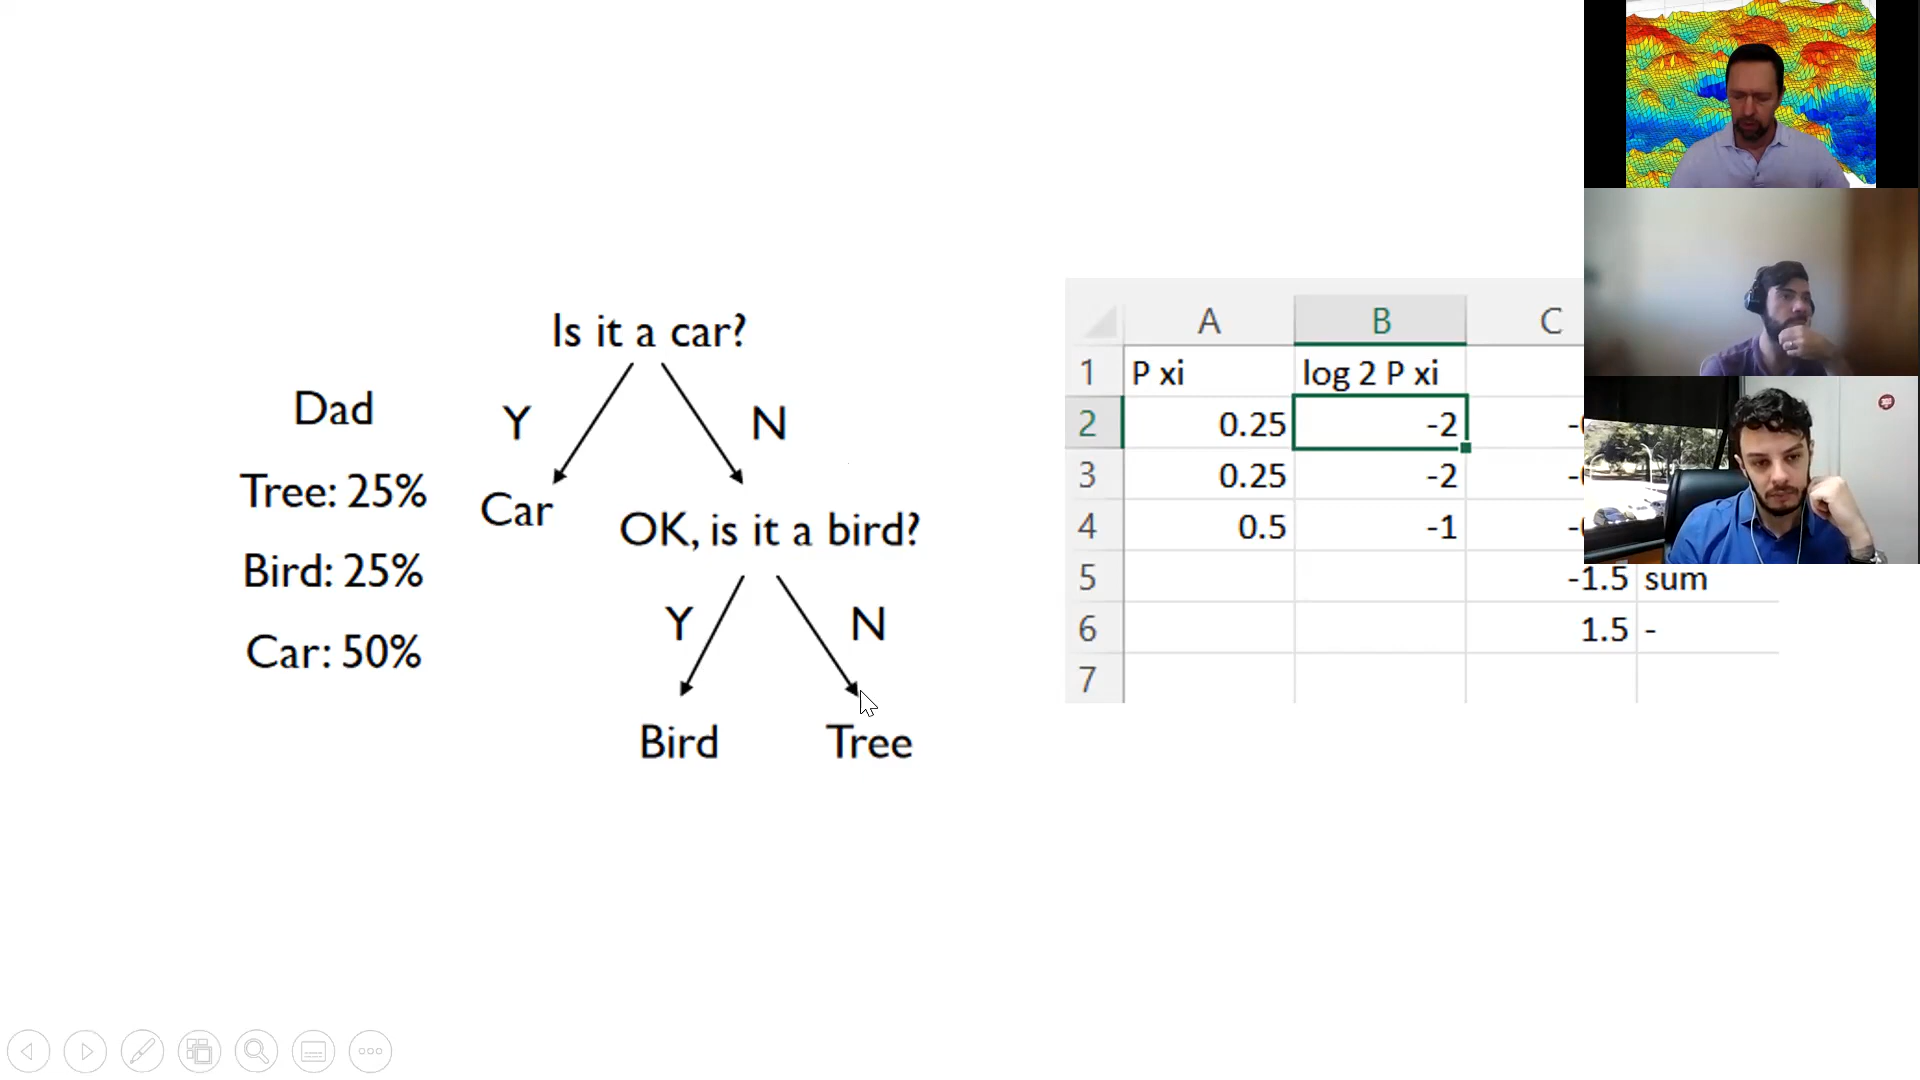 Is it a car?
Dad
Y
N
Tree: 25%
Car
OK, is it a bird?
Bird: 25%
Y
N
Car: 50%
Bird
Tree
A B C
1 P xi log 2 P xi
2 0.25 -2
3 0.25 -2
4 0.5 -1
5 -1.5 sum
6 1.5 -
7